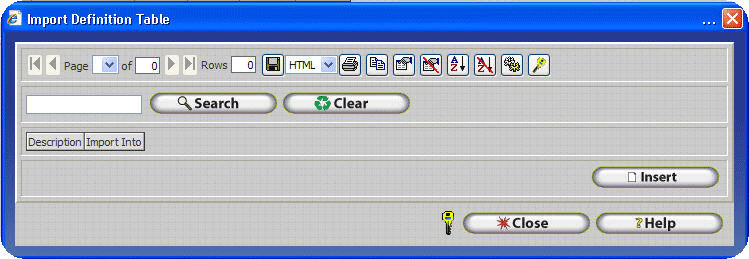 Import Definition Table ...
Page of 0 Rows 0 HTML A Z A Z
Search Clear
Description Import Into
Insert
Close ?Help